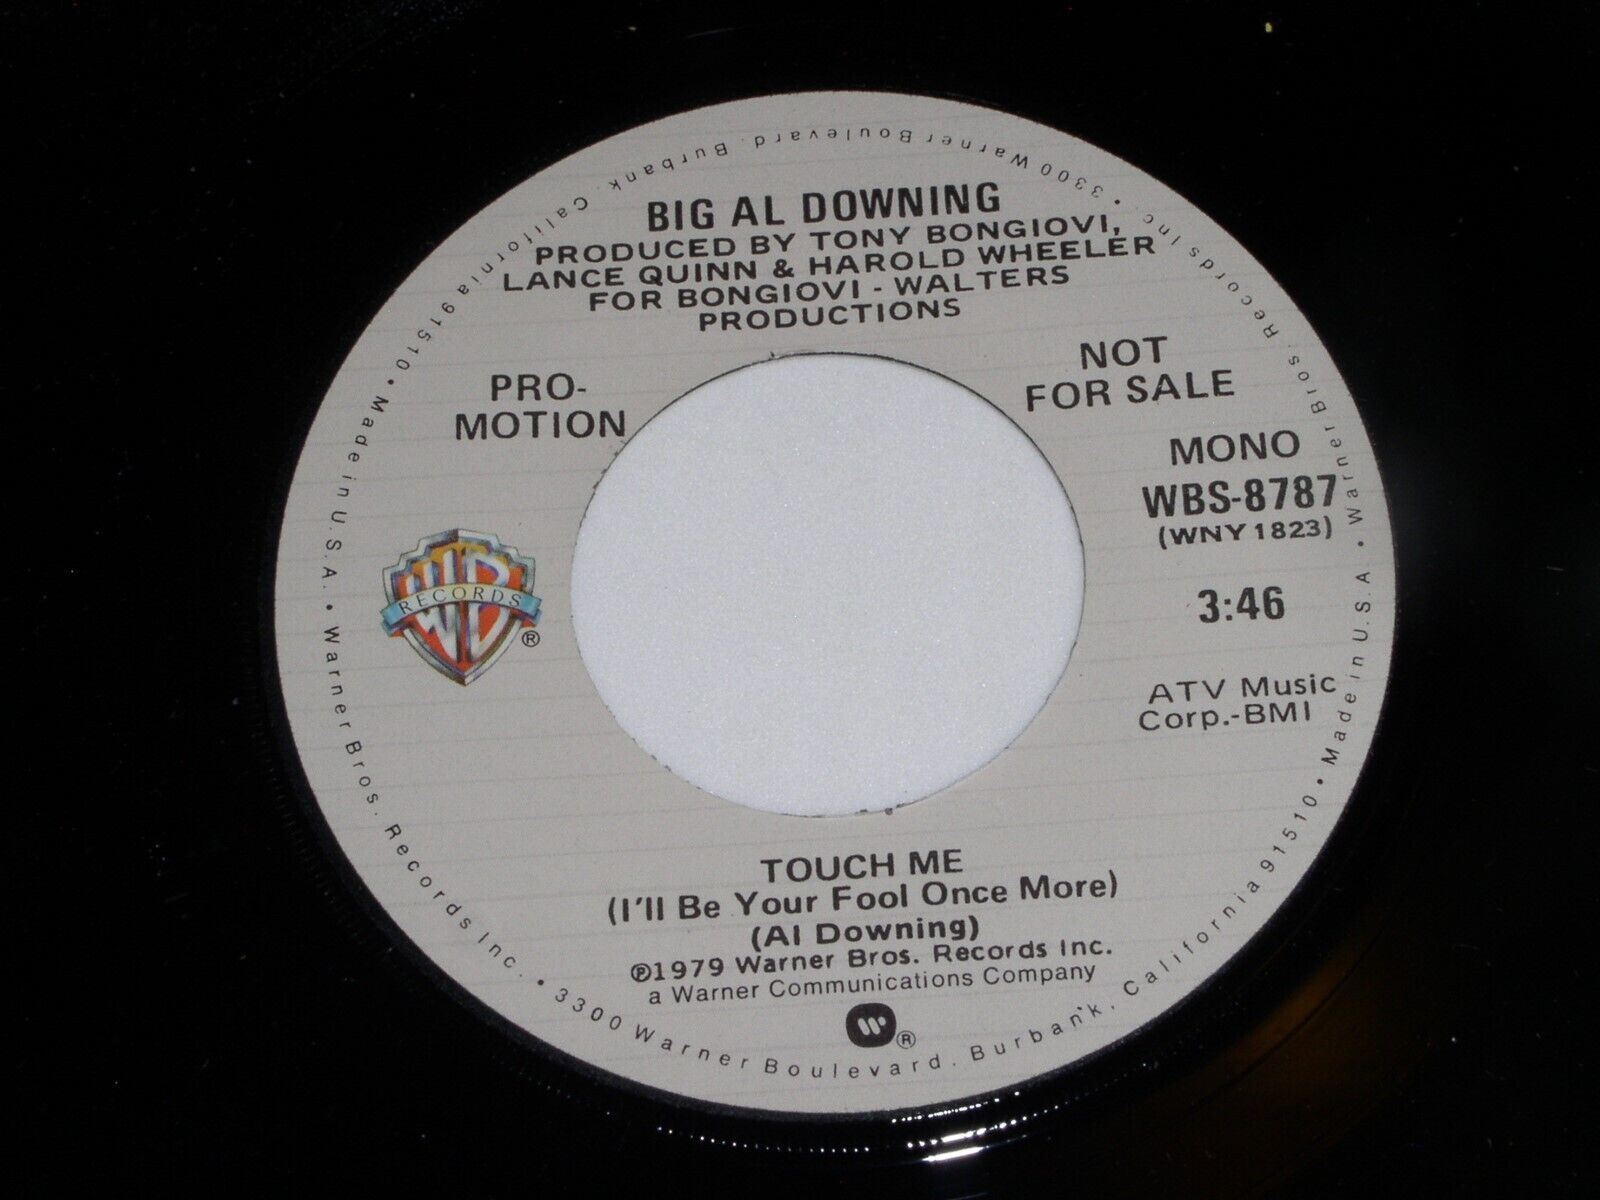 BIG AL DOWNING
PRODUCED BY TONY BONGIOVI,
LANCE QUINN & HAROLD WHEELER
FOR BONGIOVI - WALTERS
PRODUCTIONS
PRO-
MOTION
NOT
FOR SALE
MONO
WBS-8787
(WNY 1823)
3:46
ATV Music
Corp.-BMI
WB
RECORDS
®
TOUCH ME
(I'll Be Your Fool Once More)
(Al Downing)
℗1979 Warner Bros. Records Inc.
a Warner Communications Company
W
®
Warner Bros. Records Inc. • 3300 Warner Boulevard, Burbank, California 91510 • Made in U.S.A. • Warner Bros. Records Inc. • 3300 Warner Boulevard, Burbank, California 91510 • Made in U.S.A. •